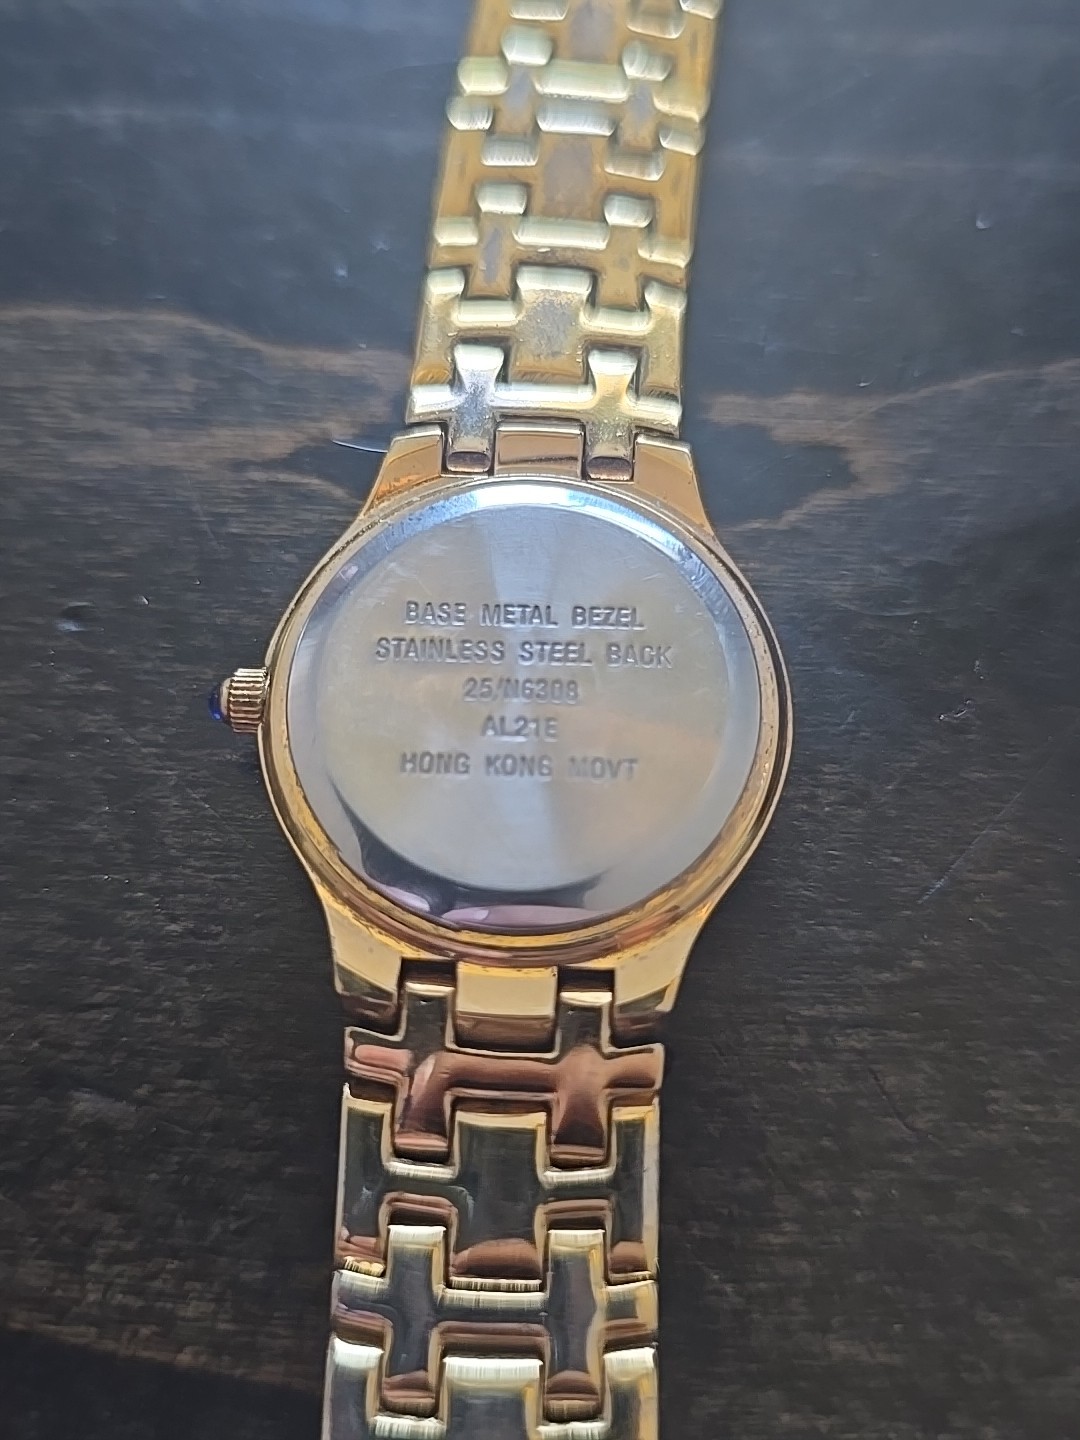 BASE METAL BEZEL
STAINLESS STEEL BACK
25/N6308
AL21E
HONG KONG MOVT